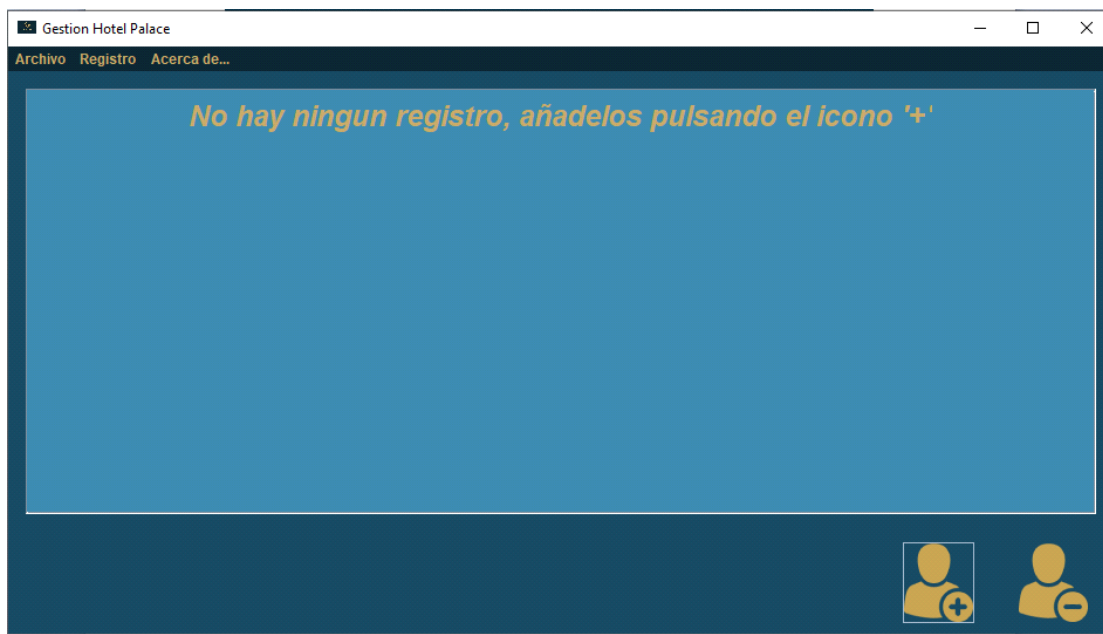 Gestion Hotel Palace
Archivo Registro Acerca de...
No hay ningun registro, añadelos pulsando el icono '+'